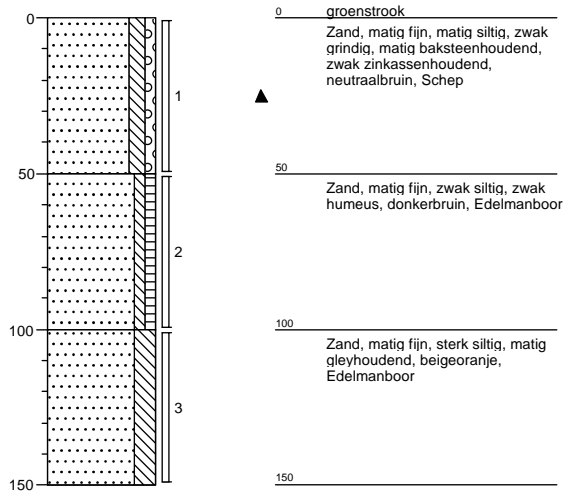 0
1
50
2
100
3
150
0
groenstrook
Zand, matig fijn, matig siltig, zwak
grindig, matig baksteenhoudend,
zwak zinkassenhoudend,
neutraalbruin, Schep
50
Zand, matig fijn, zwak siltig, zwak
humeus, donkerbruin, Edelmanboor
100
Zand, matig fijn, sterk siltig, matig
gleyhoudend, beigeoranje,
Edelmanboor
150